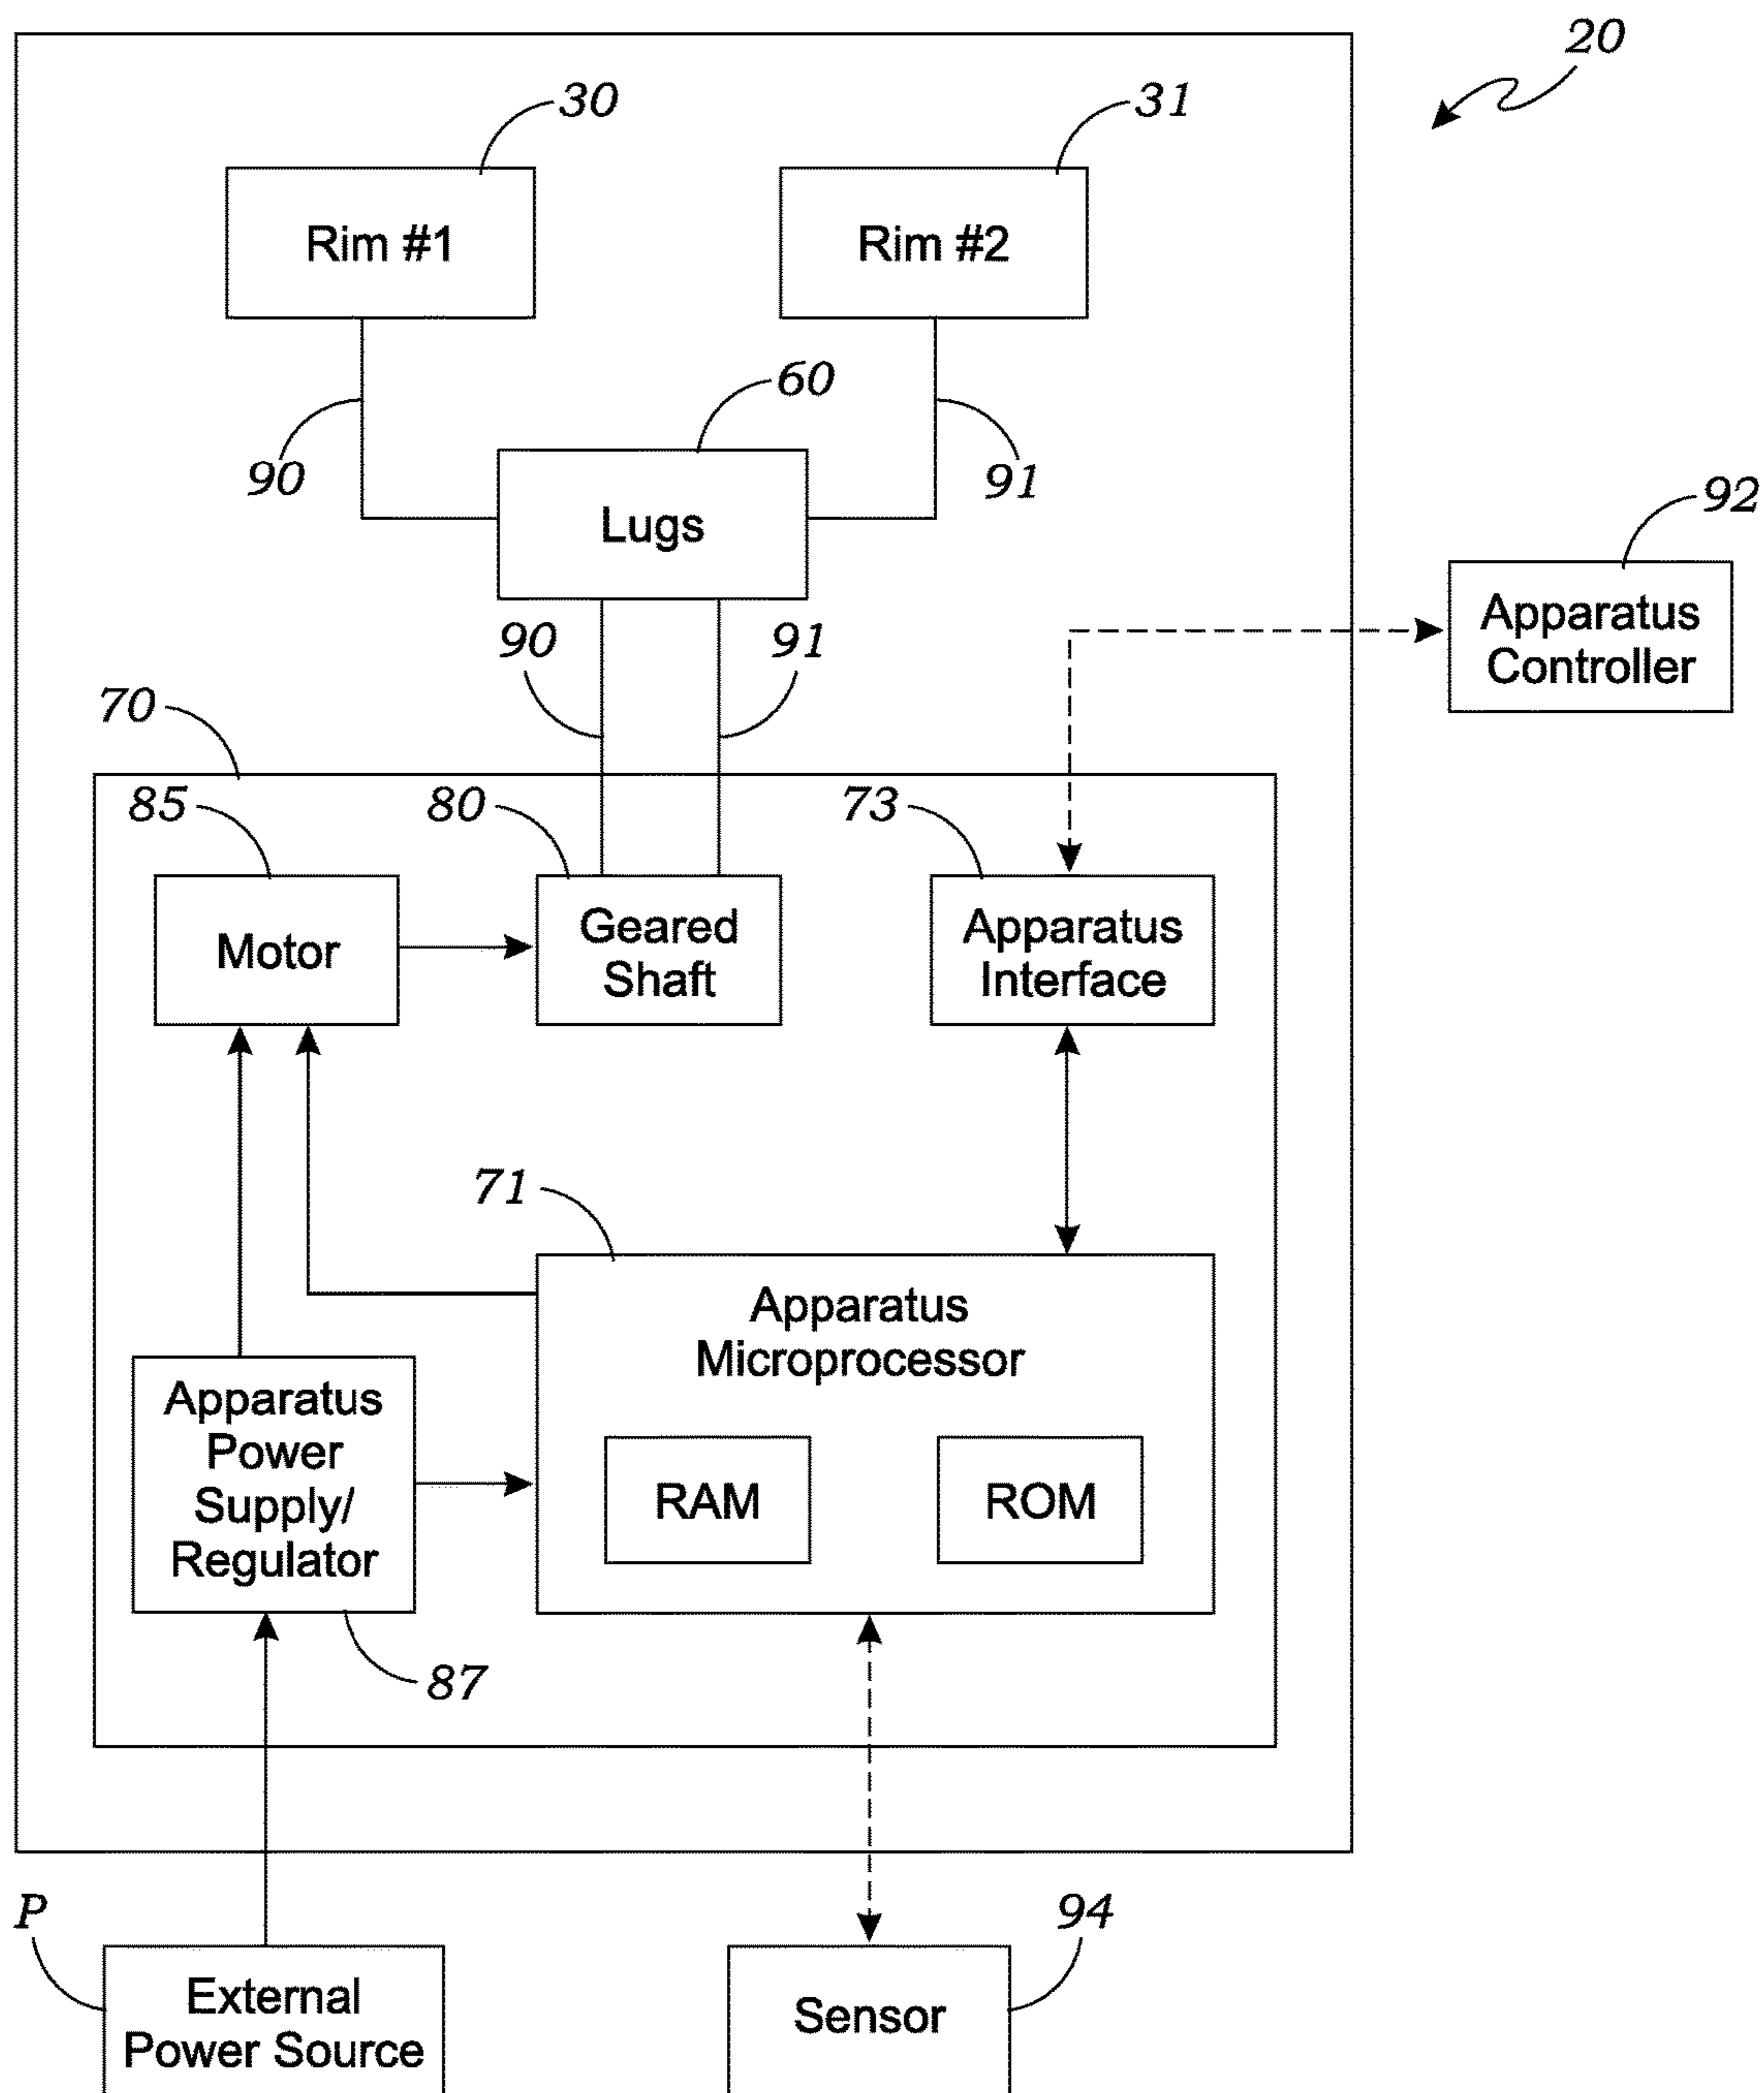 20
30
31
Rim #1
Rim #2
60
90
91
Lugs
92
Apparatus
Controller
90
91
70
85
80
73
Motor
Geared
Shaft
Apparatus
Interface
71
Apparatus
Microprocessor
Apparatus
Power
Supply/
Regulator
RAM
ROM
87
P
94
External
Power Source
Sensor